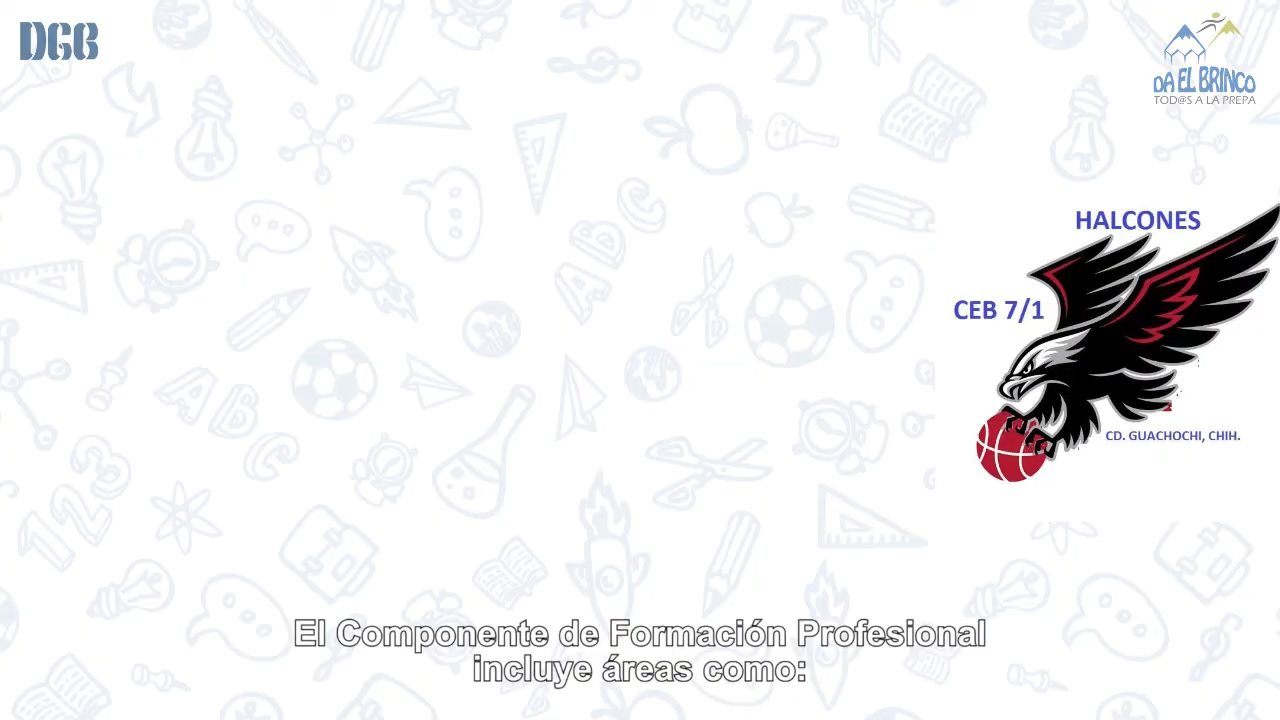 DGB
DA EL BRINCO
TOD@S A LA PREPA
HALCONES
CEB 7/1
CD. GUACHOCHI, CHIH.
El Componente de Formación Profesional
incluye áreas como: